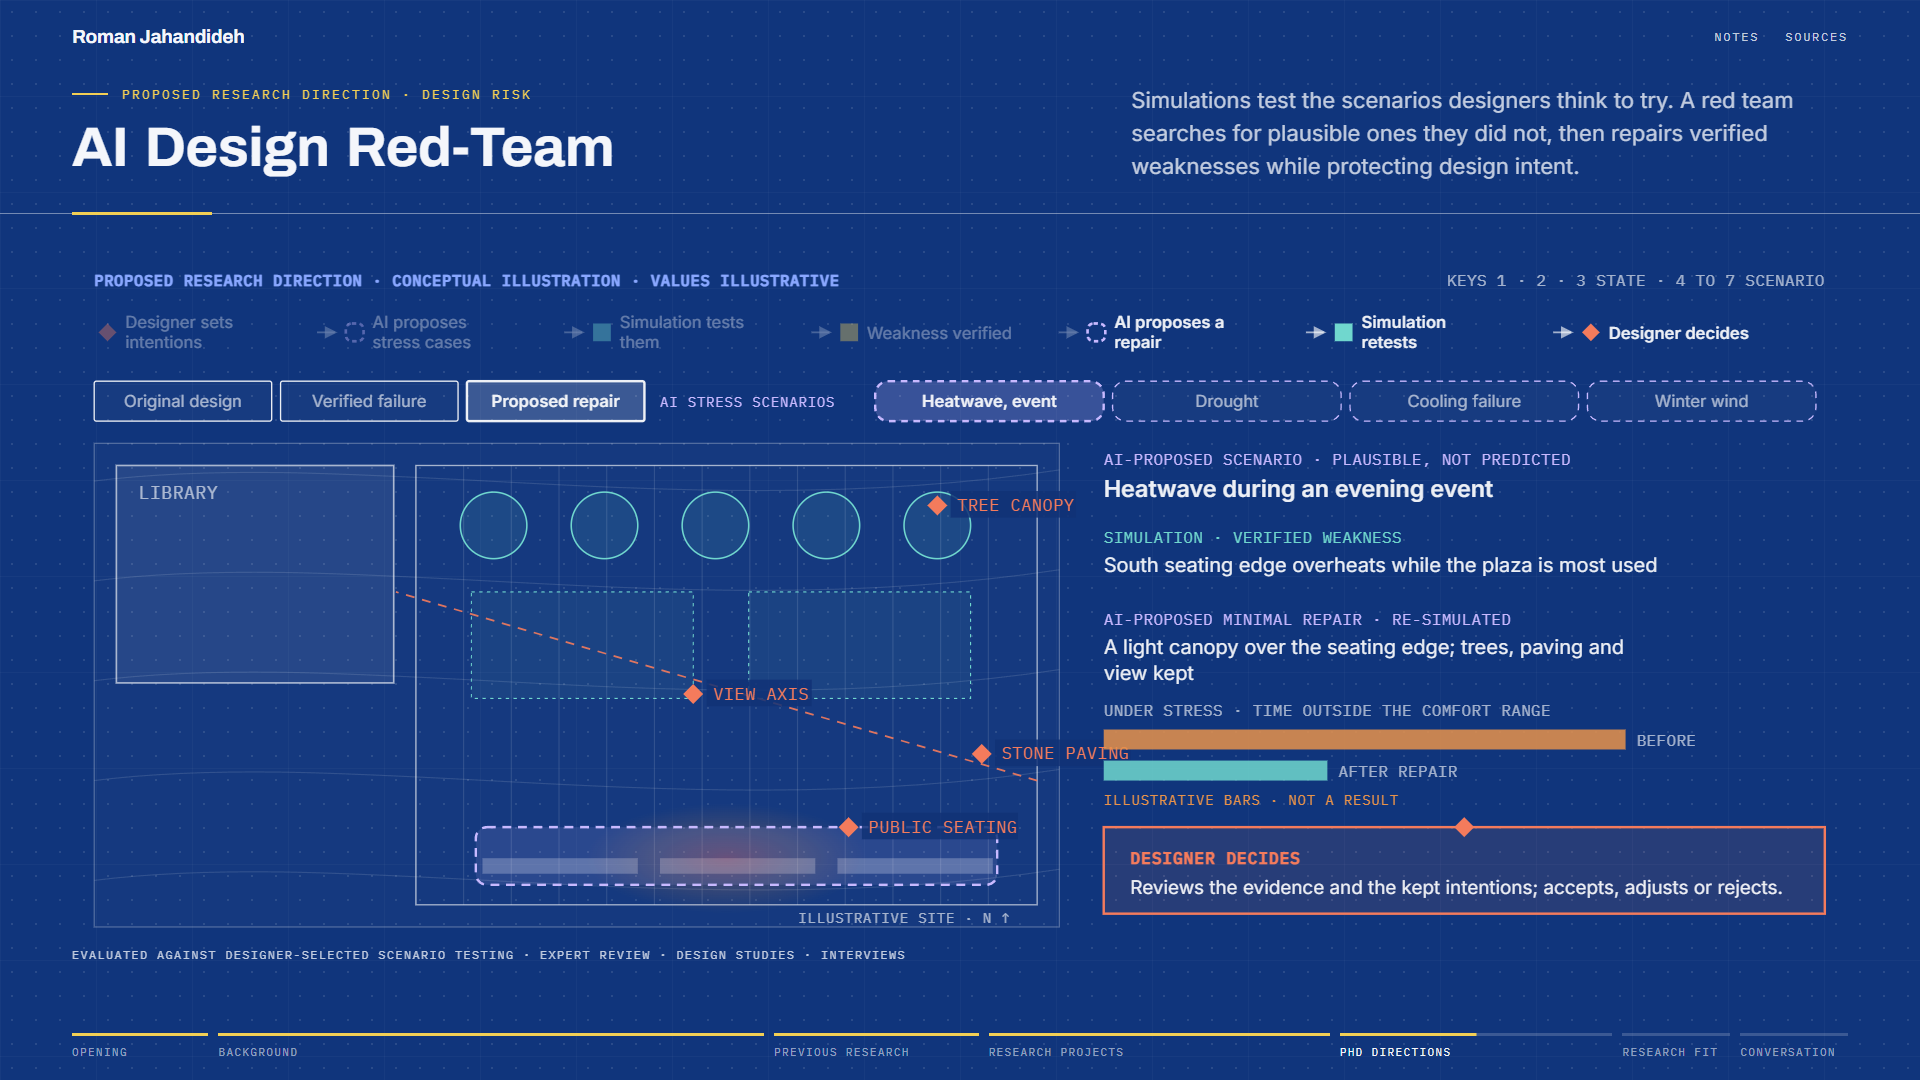 Roman Jahandideh
NOTES
SOURCES
PROPOSED RESEARCH DIRECTION · DESIGN RISK
AI Design Red-Team
Simulations test the scenarios designers think to try. A red team
searches for plausible ones they did not, then repairs verified
weaknesses while protecting design intent.
PROPOSED RESEARCH DIRECTION · CONCEPTUAL ILLUSTRATION · VALUES ILLUSTRATIVE
KEYS 1 · 2 · 3 STATE · 4 TO 7 SCENARIO
Designer sets
intentions
AI proposes
stress cases
Simulation tests
them
Weakness verified
AI proposes a
repair
Simulation
retests
Designer decides
Original design
Verified failure
Proposed repair
AI STRESS SCENARIOS
Heatwave, event
Drought
Cooling failure
Winter wind
LIBRARY
TREE CANOPY
VIEW AXIS
STONE PAVING
PUBLIC SEATING
ILLUSTRATIVE SITE · N ↑
AI-PROPOSED SCENARIO · PLAUSIBLE, NOT PREDICTED
Heatwave during an evening event
SIMULATION · VERIFIED WEAKNESS
South seating edge overheats while the plaza is most used
AI-PROPOSED MINIMAL REPAIR · RE-SIMULATED
A light canopy over the seating edge; trees, paving and
view kept
UNDER STRESS · TIME OUTSIDE THE COMFORT RANGE
BEFORE
AFTER REPAIR
ILLUSTRATIVE BARS · NOT A RESULT
DESIGNER DECIDES
Reviews the evidence and the kept intentions; accepts, adjusts or rejects.
EVALUATED AGAINST DESIGNER-SELECTED SCENARIO TESTING · EXPERT REVIEW · DESIGN STUDIES · INTERVIEWS
OPENING
BACKGROUND
PREVIOUS RESEARCH
RESEARCH PROJECTS
PHD DIRECTIONS
RESEARCH FIT
CONVERSATION